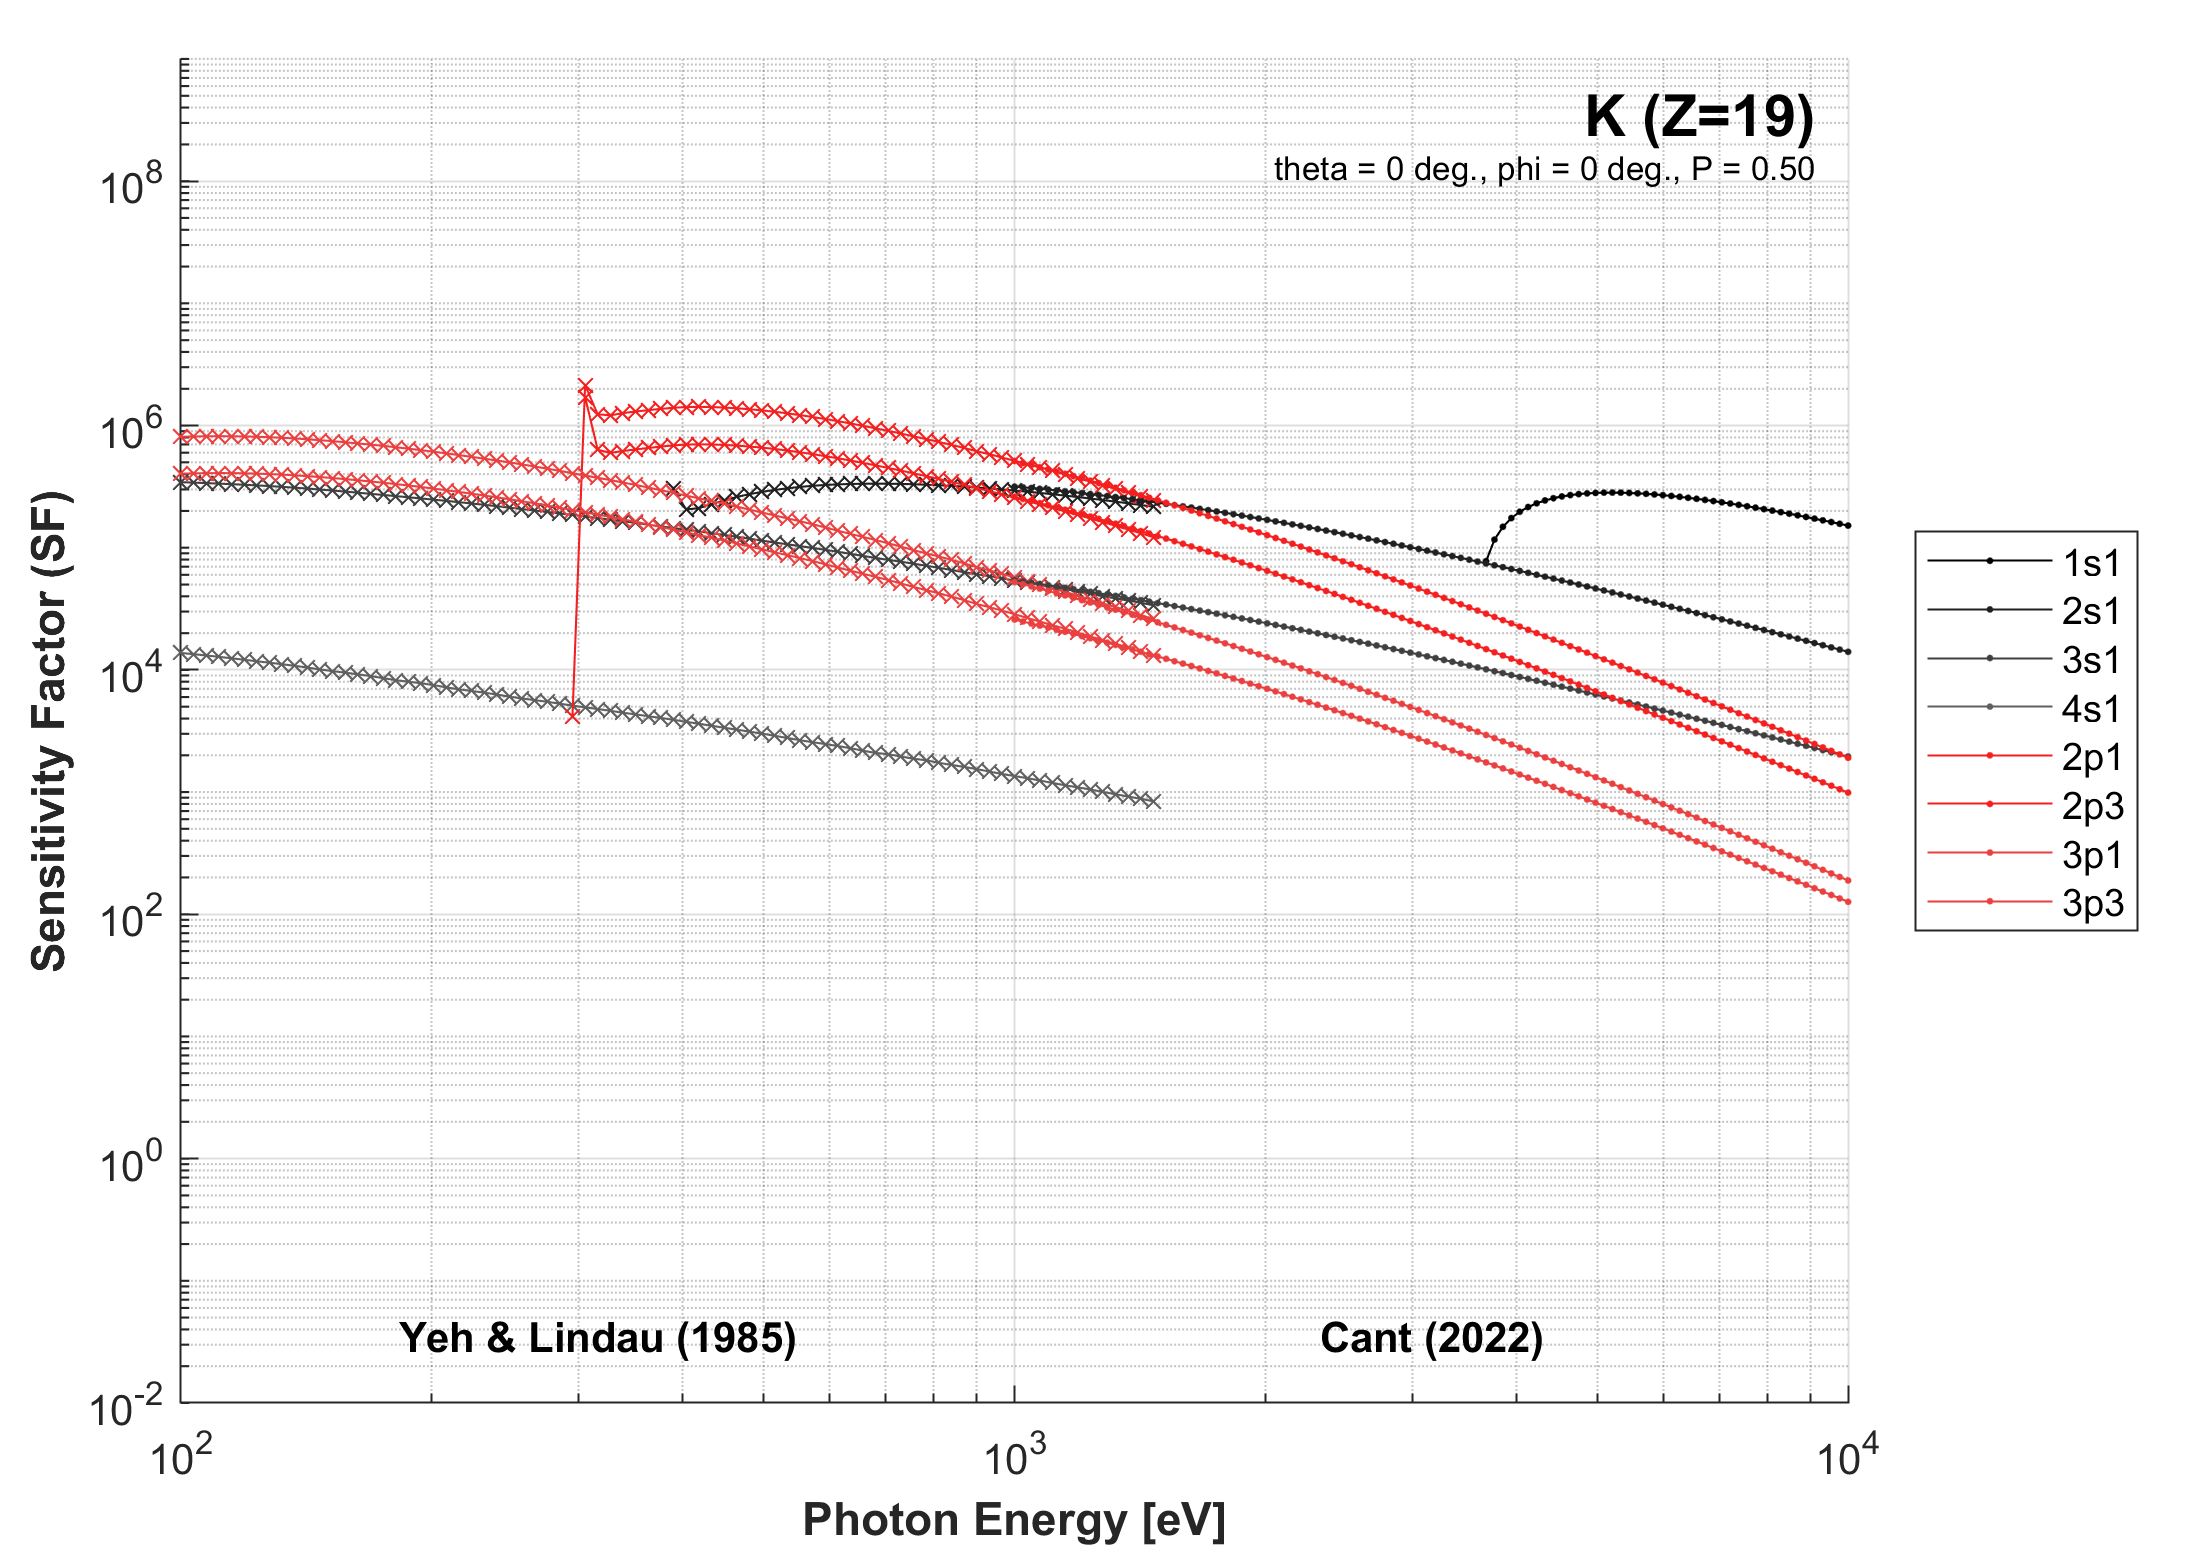 K (Z=19)
theta = 0 deg., phi = 0 deg., P = 0.50
10^8
10^6
10^4
10^2
10^0
10^-2
Sensitivity Factor (SF)
Yeh & Lindau (1985)
Cant (2022)
10^2
10^3
10^4
Photon Energy [eV]
1s1
2s1
3s1
4s1
2p1
2p3
3p1
3p3